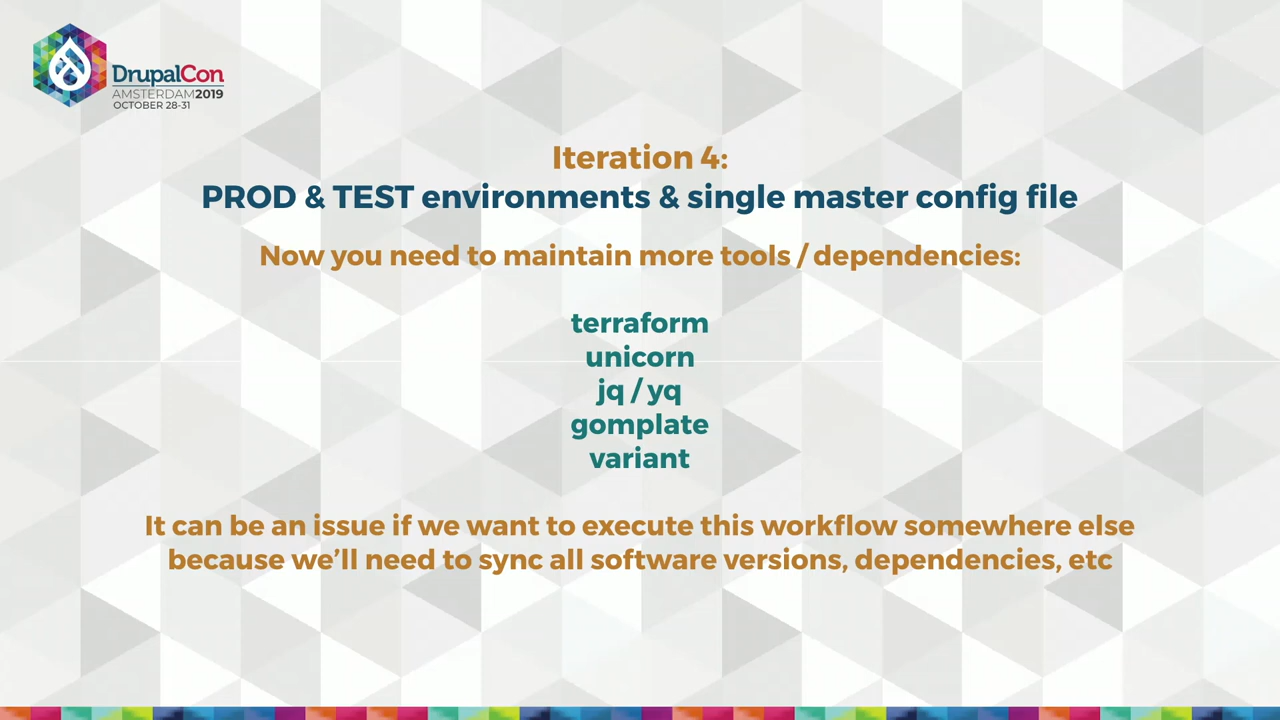 DrupalCon
AMSTERDAM2019
OCTOBER 28-31
Iteration 4:
PROD & TEST environments & single master config file
Now you need to maintain more tools / dependencies:
terraform
unicorn
jq / yq
gomplate
variant
It can be an issue if we want to execute this workflow somewhere else
because we’ll need to sync all software versions, dependencies, etc